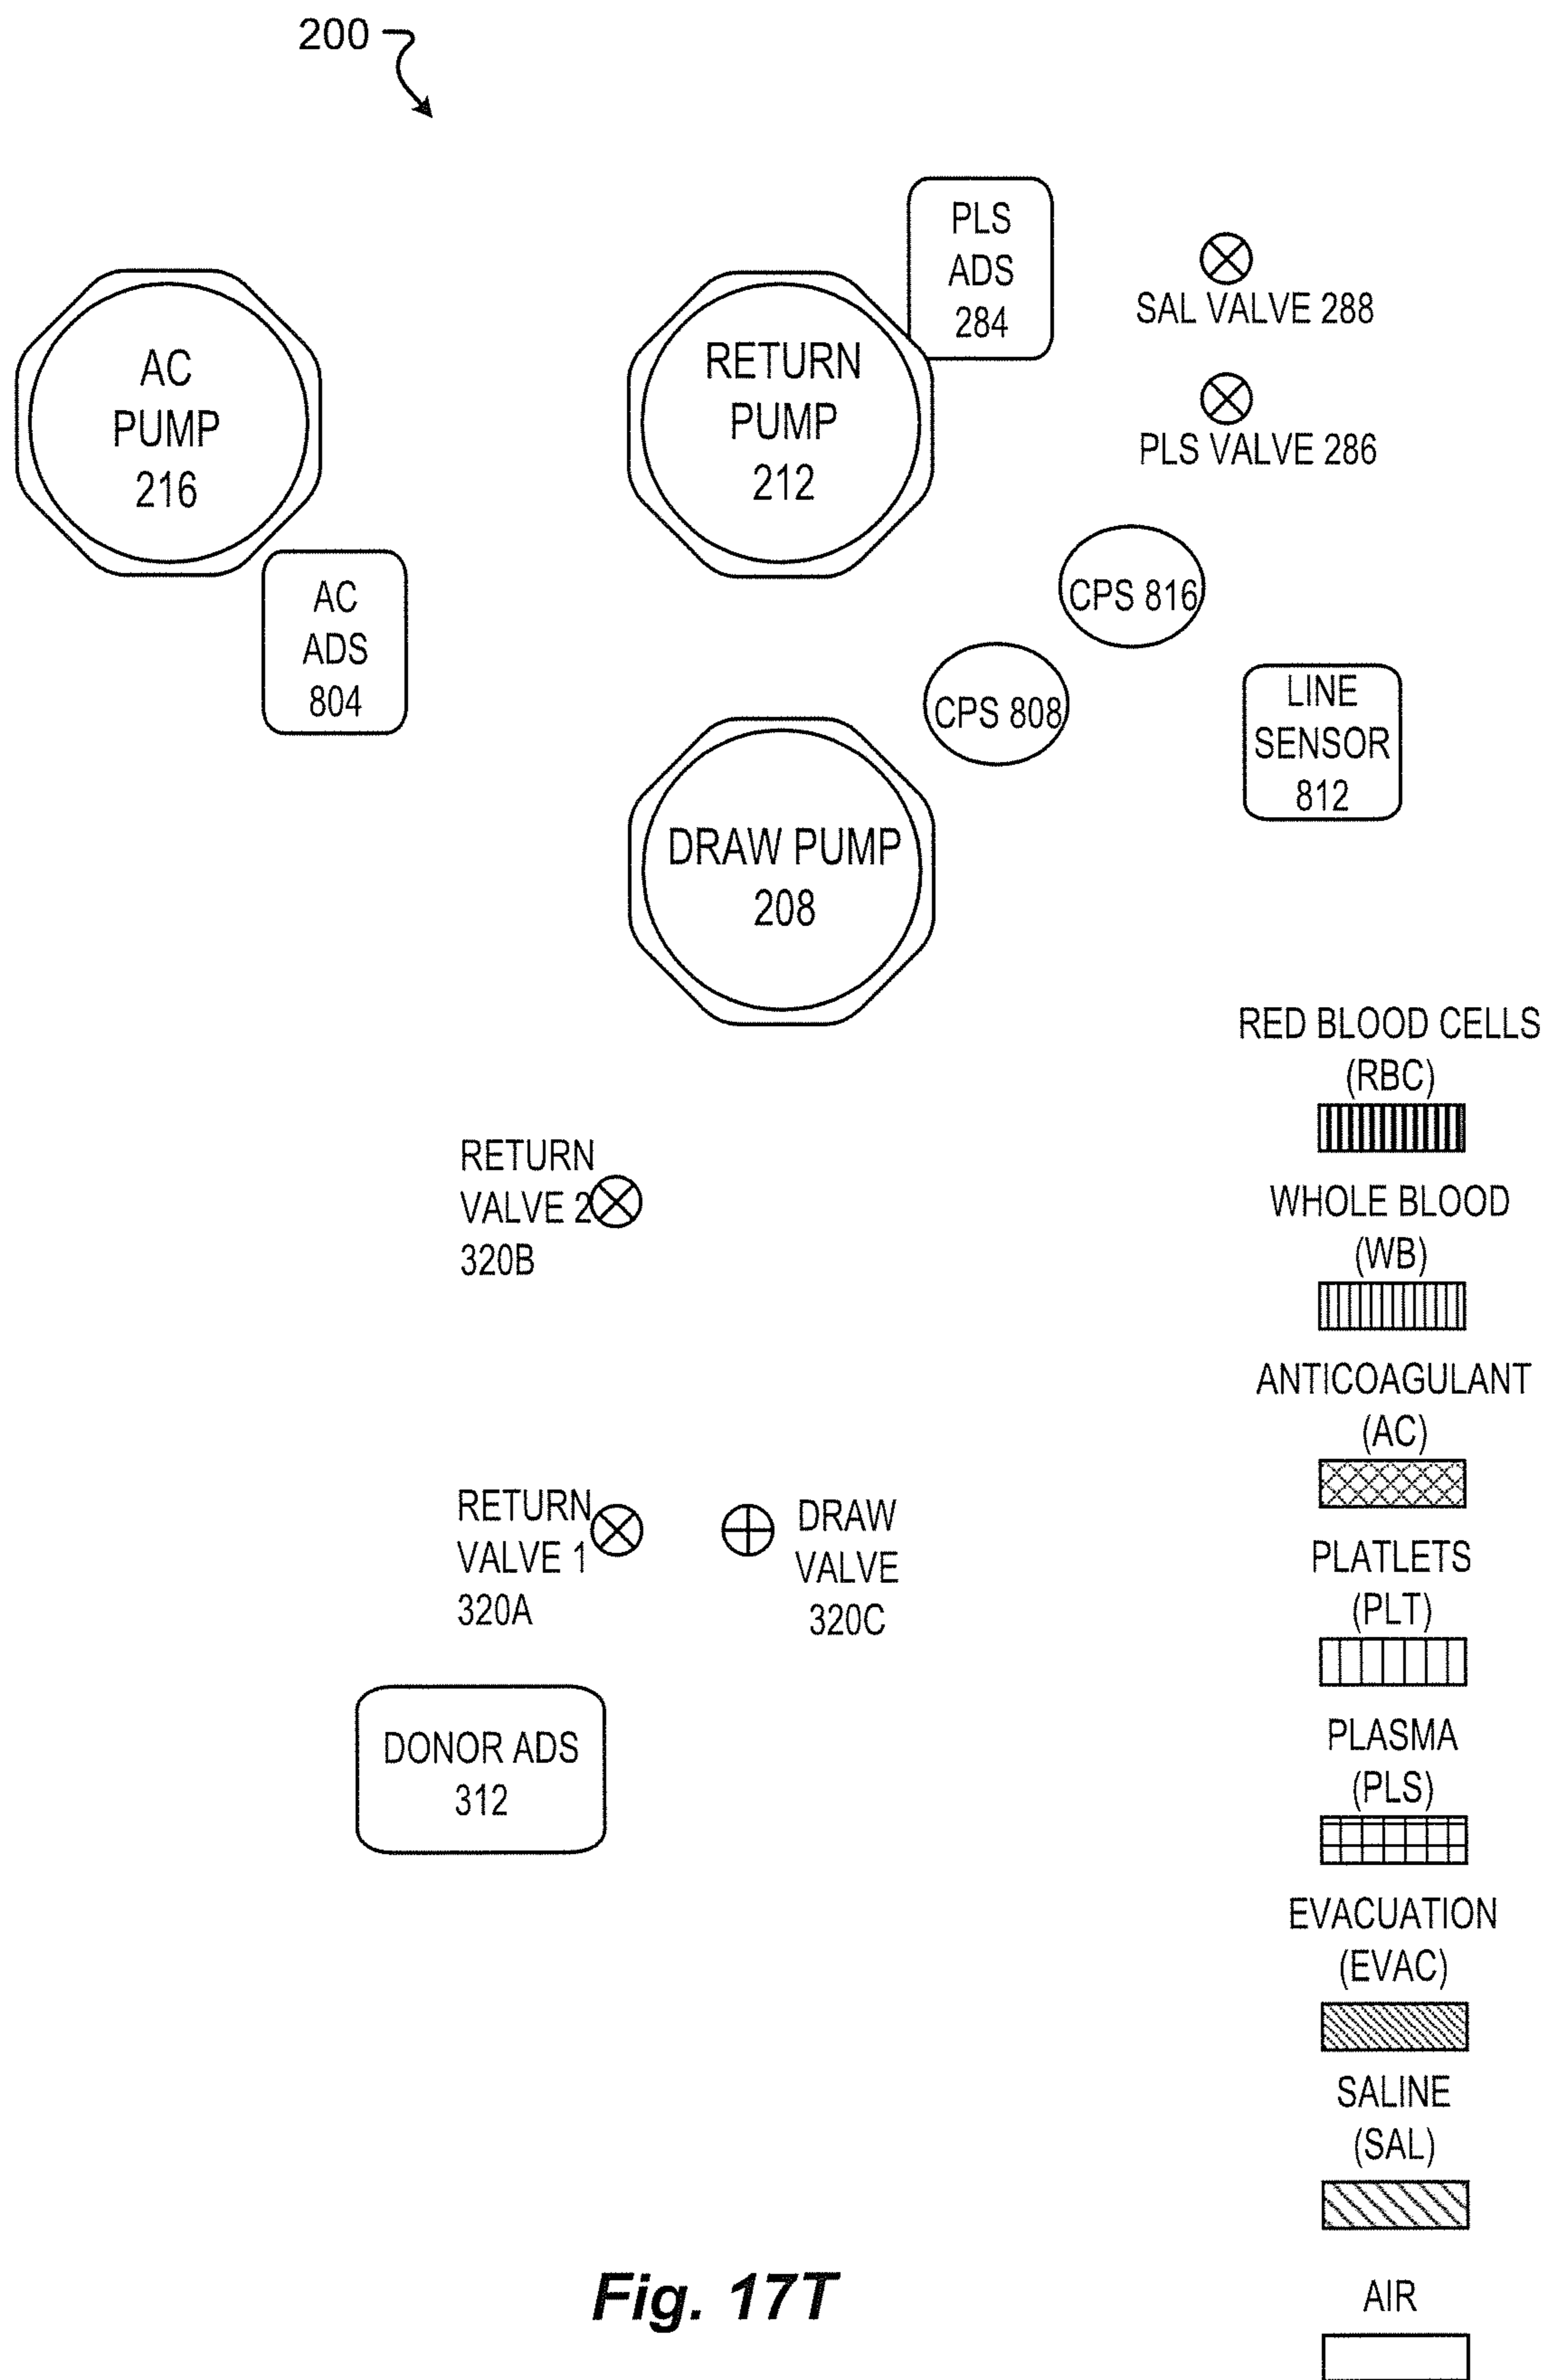 200
PLS
ADS
284
SAL VALVE 288
AC
PUMP
216
RETURN
PUMP
212
PLS VALVE 286
CPS 816
AC
ADS
804
CPS 808
LINE
SENSOR
812
DRAW PUMP
208
RED BLOOD CELLS
(RBC)
RETURN
VALVE 2
320B
WHOLE BLOOD
(WB)
ANTICOAGULANT
(AC)
RETURN
VALVE 1
320A
DRAW
VALVE
320C
PLATLETS
(PLT)
DONOR ADS
312
PLASMA
(PLS)
EVACUATION
(EVAC)
SALINE
(SAL)
AIR
Fig. 17T